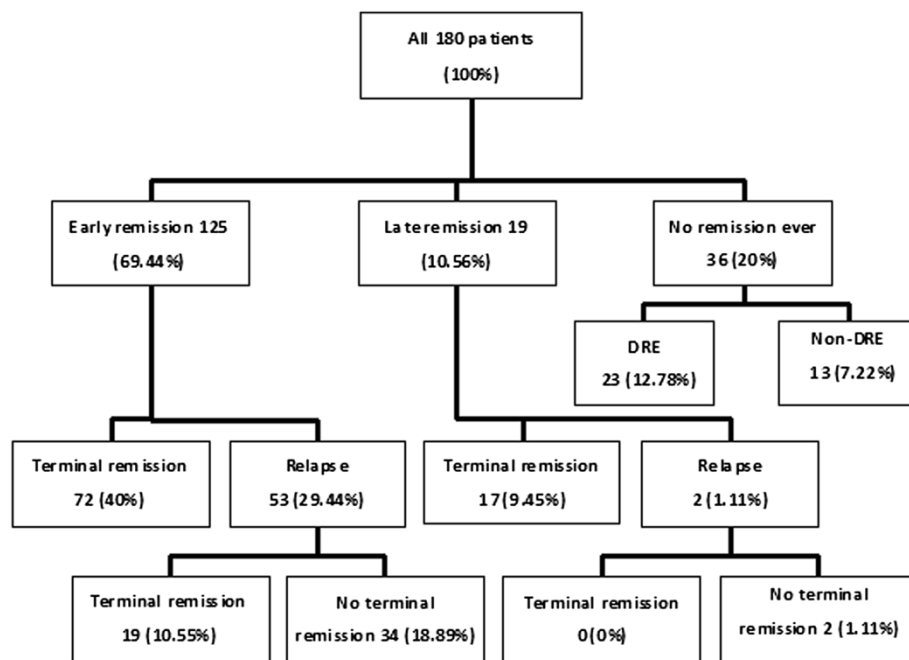 All 180 patients
(100%)
Early remission 125
(69.44%)
Late remission 19
(10.56%)
No remission ever
36 (20%)
DRE
23 (12.78%)
Non-DRE
13 (7.22%)
Terminal remission
72 (40%)
Relapse
53 (29.44%)
Terminal remission
17 (9.45%)
Relapse
2 (1.11%)
Terminal remission
19 (10.55%)
No terminal
remission 34 (18.89%)
Terminal remission
0(0%)
No terminal
remission 2 (1.11%)